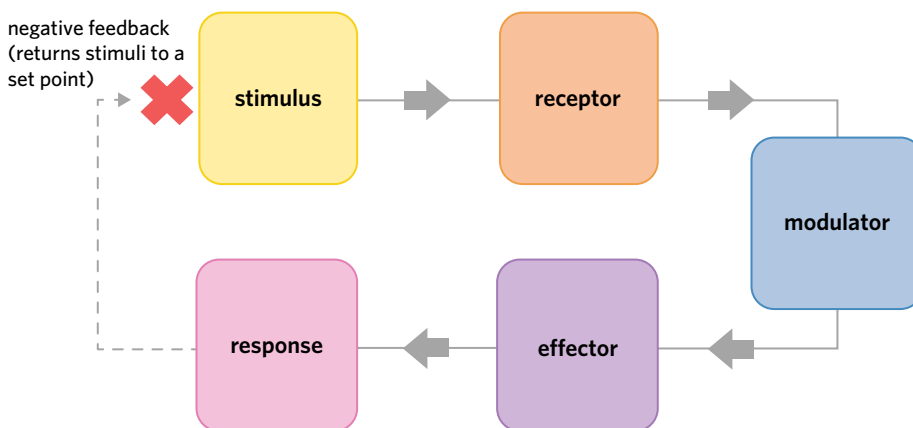 negative feedback
(returns stimuli to a
set point)
stimulus
receptor
modulator
response
effector